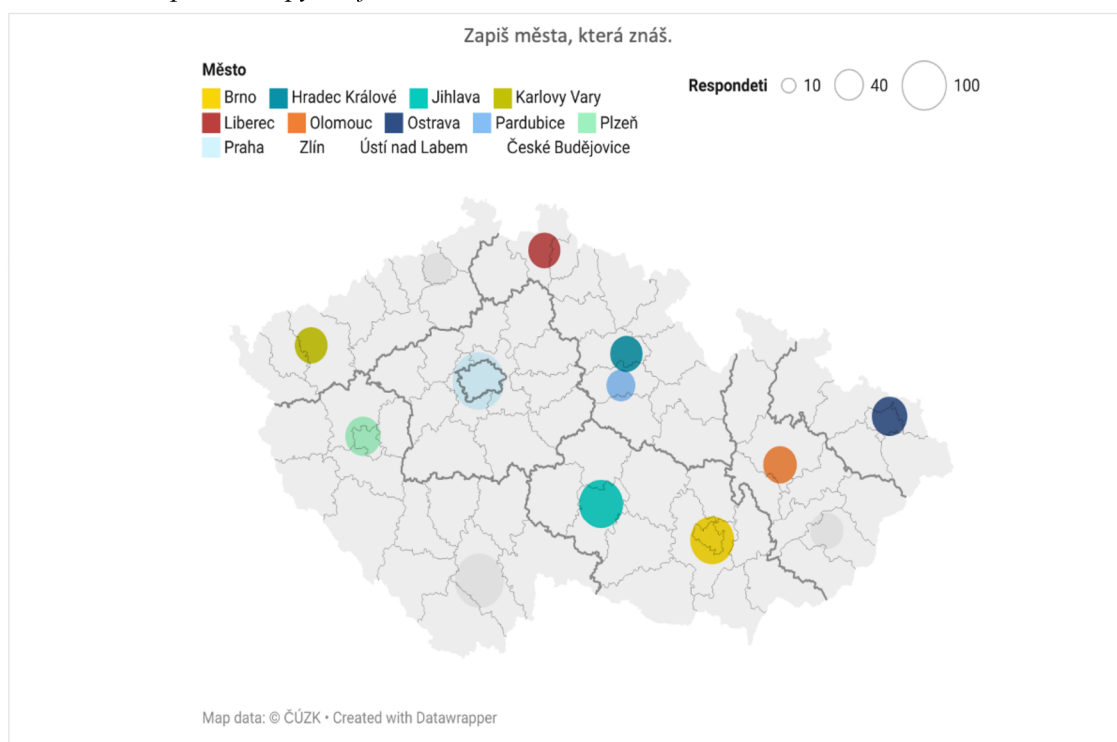 Zapiš města, která znáš.
Město
Brno Hradec Králové Jihlava Karlovy Vary
Liberec Olomouc Ostrava Pardubice Plzeň
Praha Zlín Ústí nad Labem České Budějovice
Respondeti 10 40 100
Map data: © ČÚZK • Created with Datawrapper